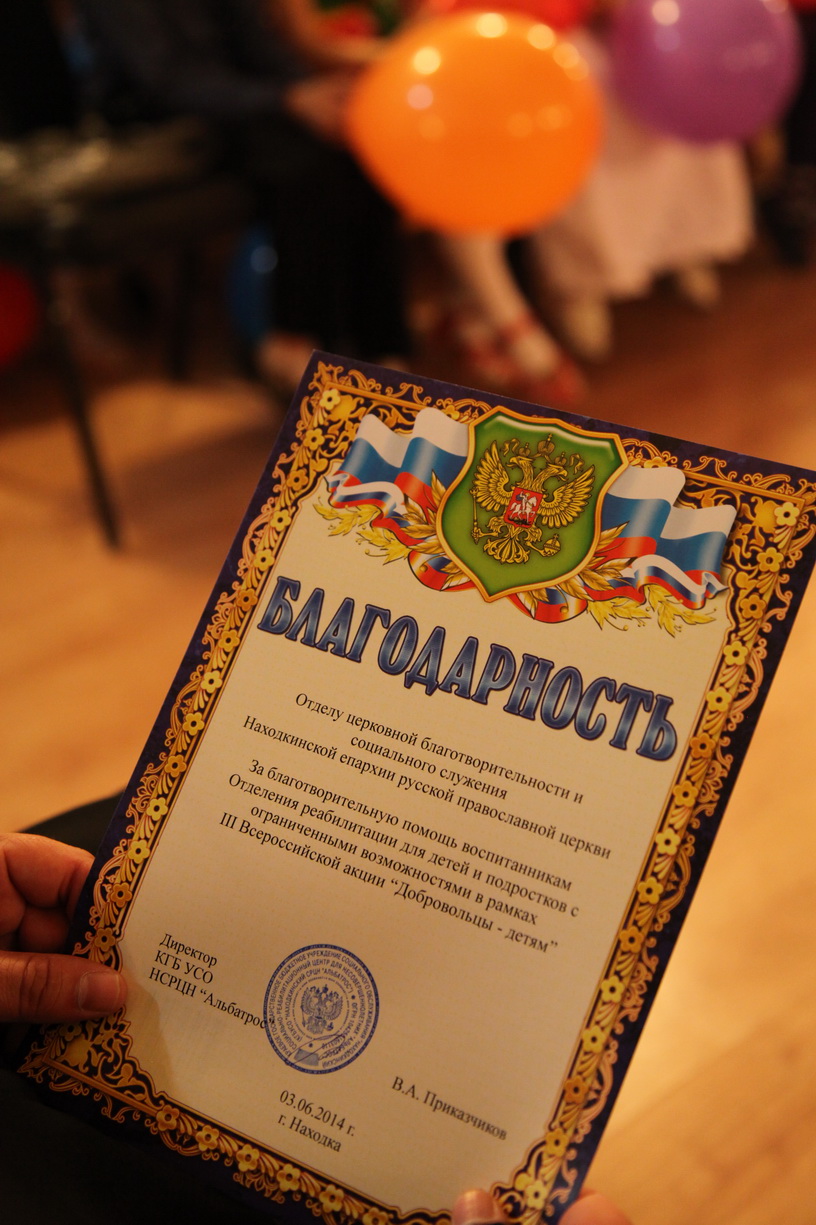 БЛАГОДАРНОСТЬ
Отделу церковной благотворительности и
социального служения
Находкинской епархии русской православной церкви
За благотворительную помощь воспитанникам
Отделения реабилитации для детей и подростков с
ограниченными возможностями в рамках
III Всероссийской акции “Добровольцы - детям”
Директор
КГБ УСО
НСРЦН “Альбатрос”
В.А. Приказчиков
03.06.2014 г.
г. Находка